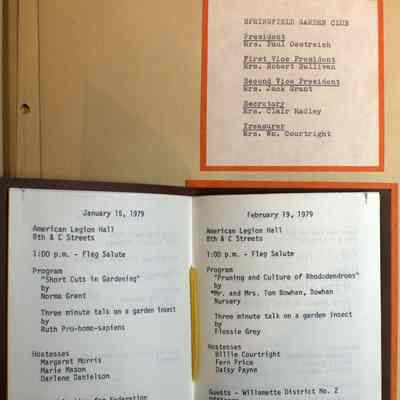 SPRINGFIELD GARDEN CLUB
President
Mrs. Paul Oestreich
First Vice President
Mrs. Robert Sullivan
Second Vice President
Mrs. Jack Grant
Secretary
Mrs. Clair Hadley
Treasurer
Mrs. Wm. Courtright
January 15, 1979
American Legion Hall
8th & C Streets
1:00 p.m. - Flag Salute
Program
"Short Cuts in Gardening"
by
Norma Grant
Three minute talk on a garden insect
by
Ruth Pro-homo-sapiens
Hostesses
Margaret Morris
Marie Mason
Darlene Danielson
for Federation
February 19, 1979
American Legion Hall
8th & C Streets
1:00 p.m. - Flag Salute
Program
"Pruning and Culture of Rhododendrons"
by
*Mr. and Mrs. Tom Bowhan, Bowhan
Nursery
Three minute talk on a garden insect
by
Flossie Grey
Hostesses
Billie Courtright
Fern Price
Daisy Payne
Guests - Willamette District No. 2